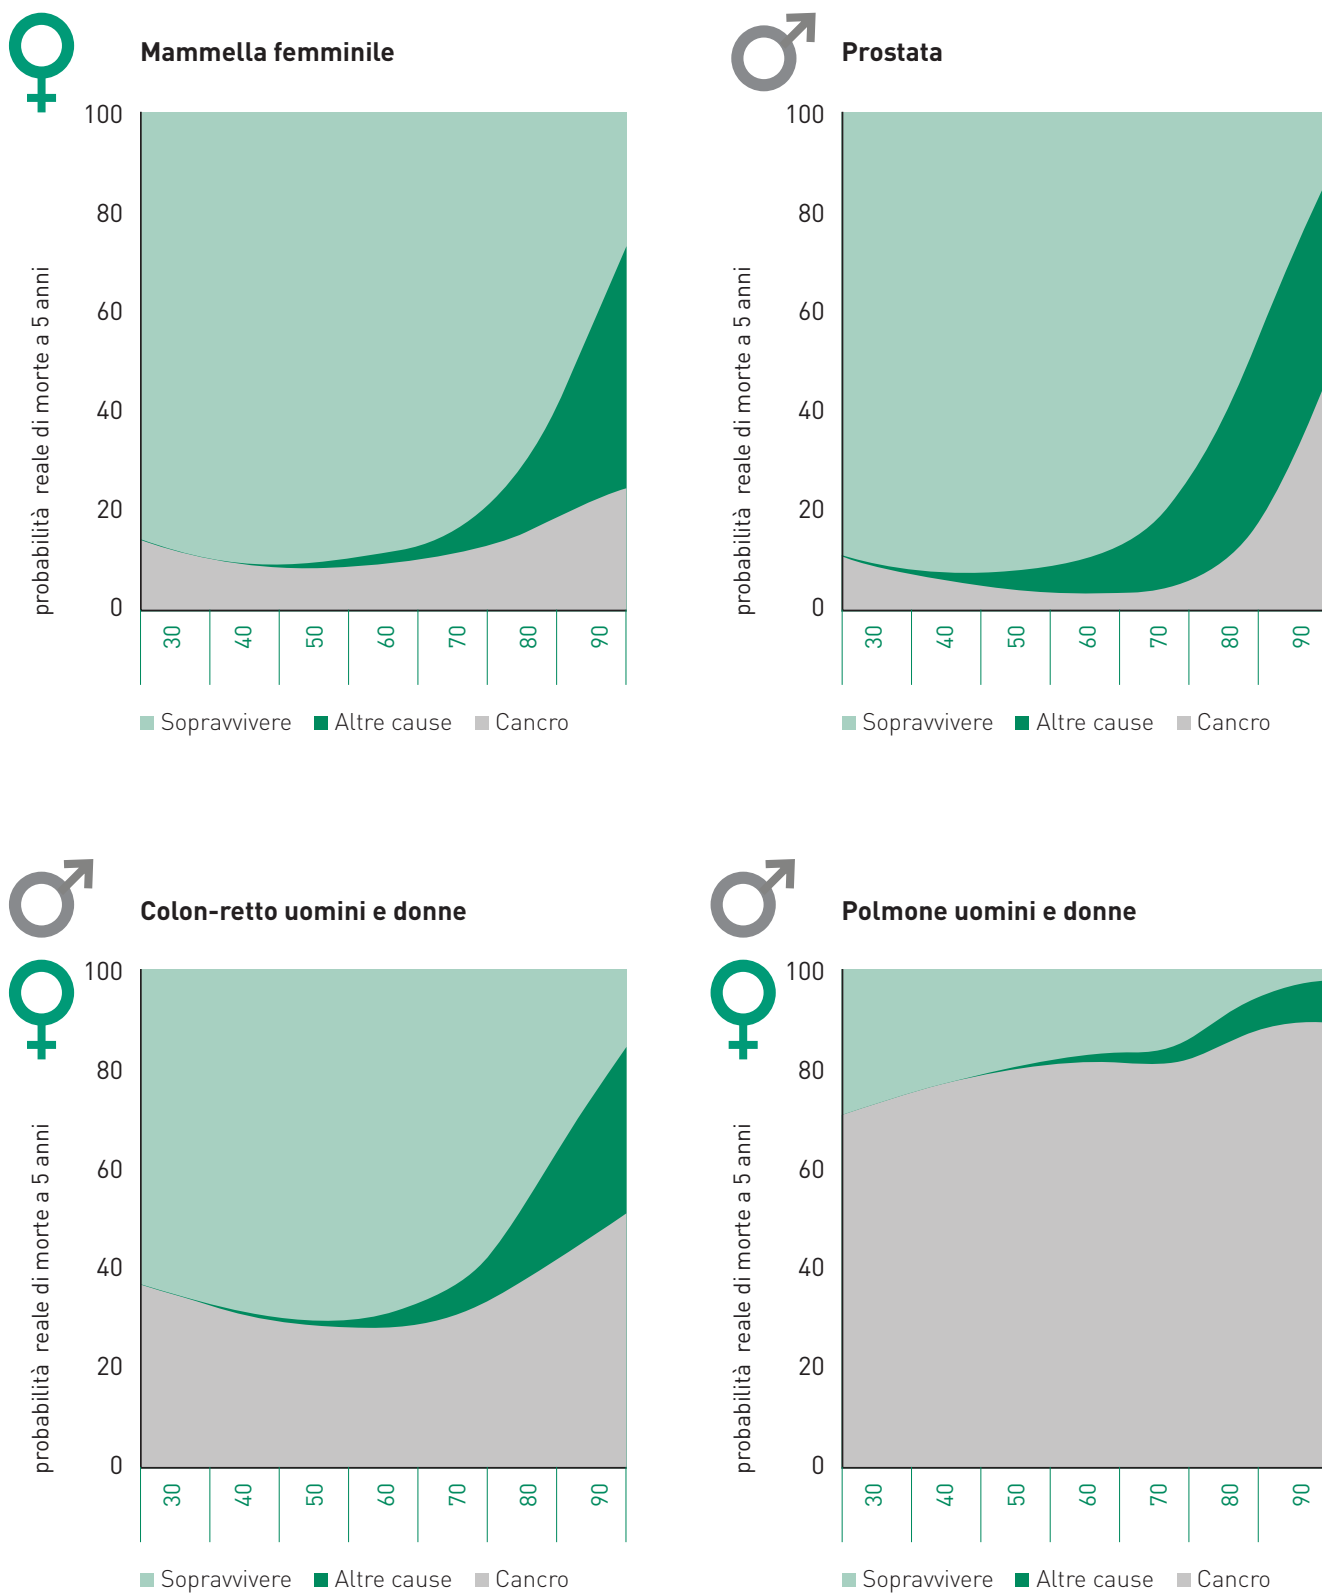 Mammella femminile
probabilità reale di morte a 5 anni
100
80
60
40
20
0
30 40 50 60 70 80 90
Sopravvivere Altre cause Cancro
Prostata
probabilità reale di morte a 5 anni
100
80
60
40
20
0
30 40 50 60 70 80 90
Sopravvivere Altre cause Cancro
Colon-retto uomini e donne
probabilità reale di morte a 5 anni
100
80
60
40
20
0
30 40 50 60 70 80 90
Sopravvivere Altre cause Cancro
Polmone uomini e donne
probabilità reale di morte a 5 anni
100
80
60
40
20
0
30 40 50 60 70 80 90
Sopravvivere Altre cause Cancro